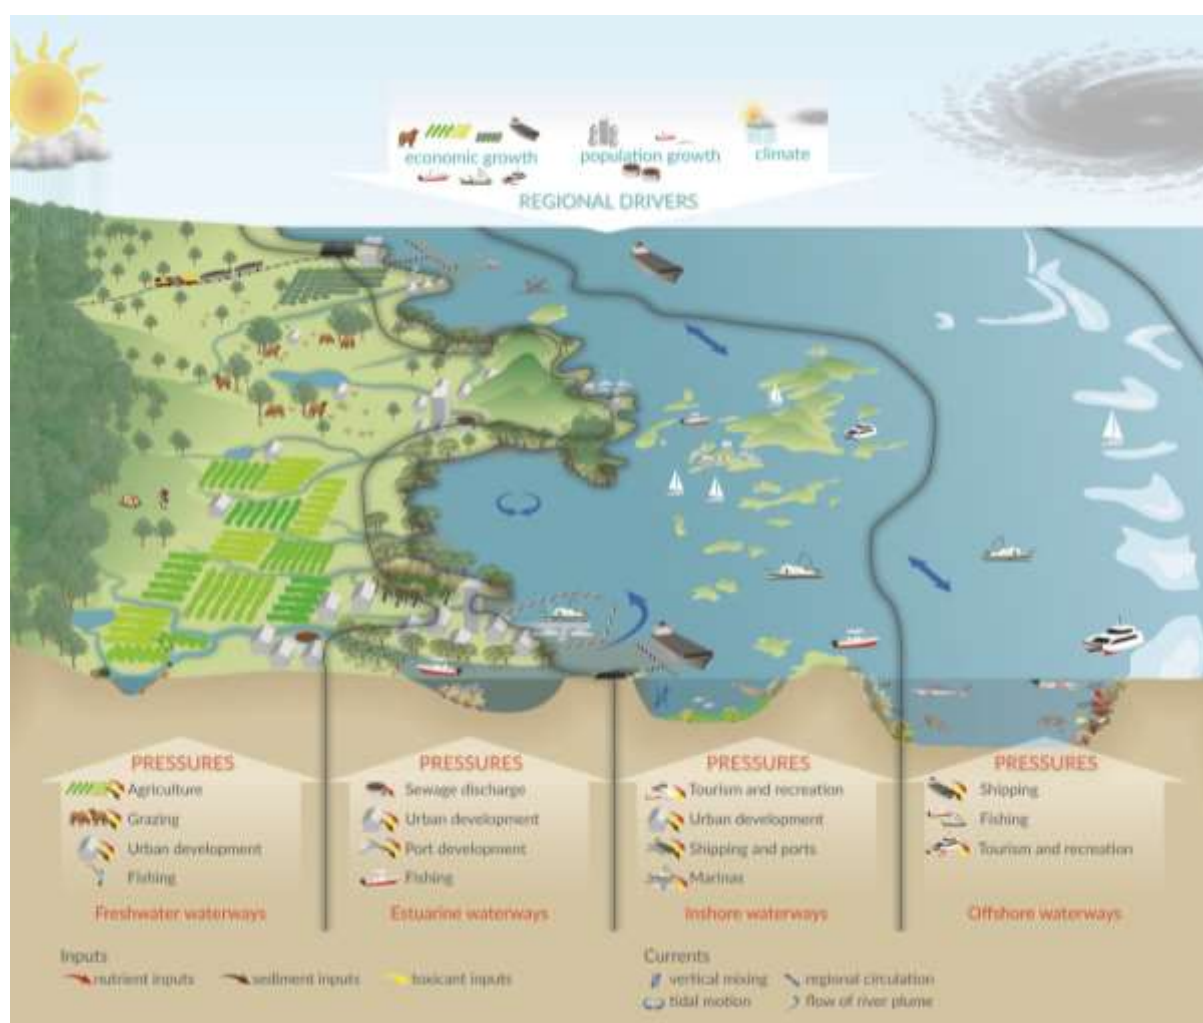 economic growth
population growth
climate
REGIONAL DRIVERS
PRESSURES
Agriculture
Grazing
Urban development
Fishing
Freshwater waterways
PRESSURES
Sewage discharge
Urban development
Port development
Fishing
Estuarine waterways
PRESSURES
Tourism and recreation
Urban development
Shipping and ports
Marinas
Inshore waterways
PRESSURES
Shipping
Fishing
Tourism and recreation
Offshore waterways
Inputs
nutrient inputs
sediment inputs
toxicant inputs
Currents
vertical mixing
regional circulation
tidal motion
flow of river plume